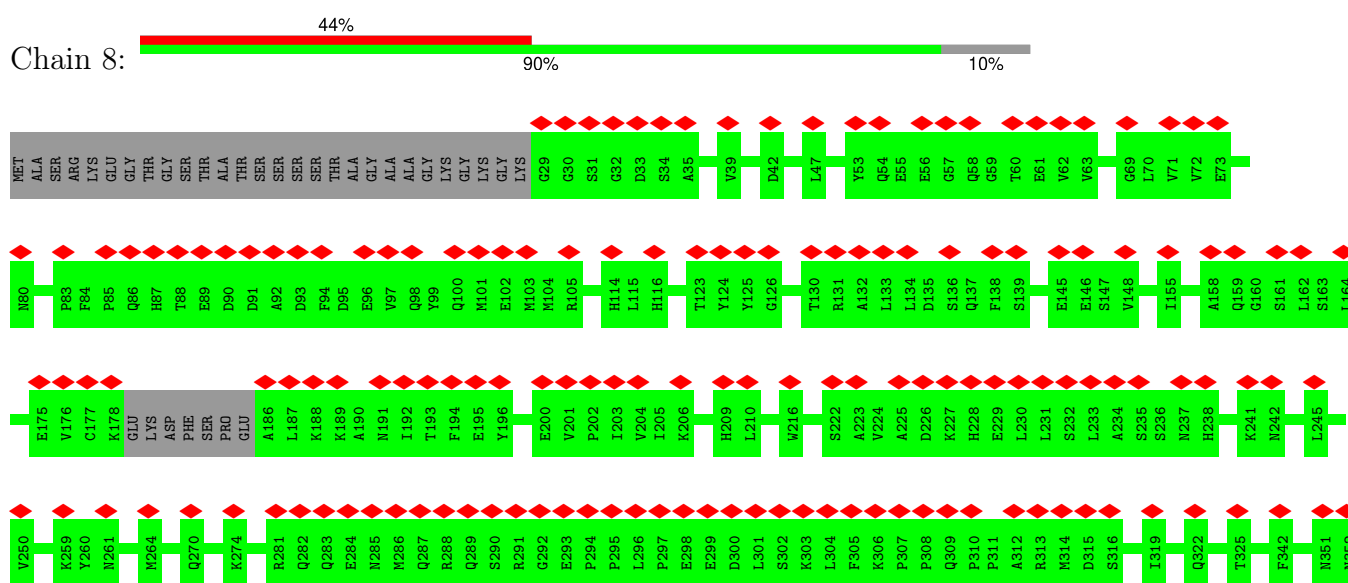 44%
Chain 8:
90% 10%
MET ALA SER ARG LYS GLU GLY THR GLY SER THR ALA THR SER SER SER SER THR ALA GLY ALA ALA GLY LYS GLY LYS GLY LYS G29 G30 S31 G32 D33 S34 A35 V39 D42 L47 Y53 Q54 E55 E56 G57 Q58 G59 T60 E61 V62 V63 G69 L70 V71 V72 E73
N80 P83 F84 P85 Q86 H87 T88 E89 D90 D91 A92 D93 F94 D95 E96 V97 Q98 Y99 Q100 M101 E102 M103 M104 R105 H114 L115 H116 T123 Y124 Y125 G126 T130 R131 A132 L133 L134 D135 S136 Q137 F138 S139 E145 E146 S147 V148 I155 A158 Q159 G160 S161 L162 S163 L164
E175 V176 C177 K178 GLU LYS ASP PHE SER PRO GLU A186 L187 K188 K189 A190 N191 I192 T193 F194 E195 Y196 E200 V201 P202 I203 V204 I205 K206 H209 L210 W216 S222 A223 V224 A225 D226 K227 H228 E229 L230 L231 S232 L233 A234 S235 S236 N237 H238 K241 N242 L245
V250 K259 Y260 N261 M264 Q270 K274 R281 Q282 Q283 E284 N285 M286 Q287 R288 Q289 S290 R291 G292 E293 P294 P295 L296 P297 E298 E299 D300 L301 S302 K303 L304 F305 K306 P307 P308 Q309 P310 P311 A312 R313 M314 D315 S316 I319 Q322 T325 F342 N351